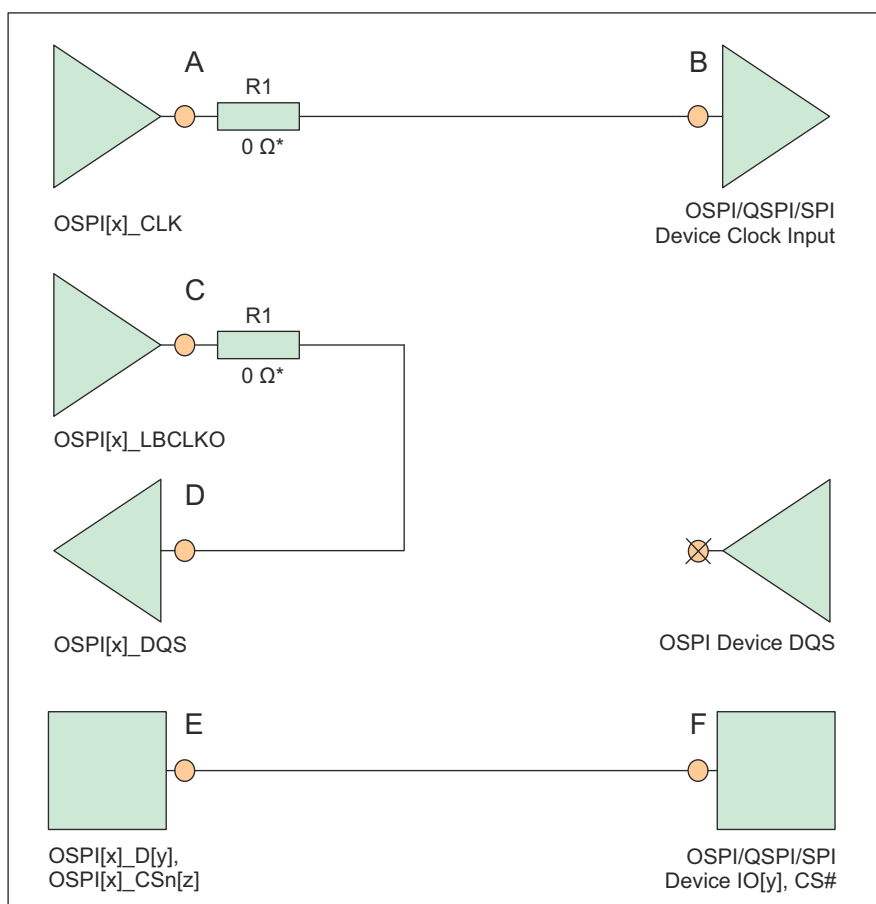 A
B
R1
0 Ω*
OSPI[x]_CLK
OSPI/QSPI/SPI
Device Clock Input
C
R1
0 Ω*
OSPI[x]_LBCLKO
D
OSPI[x]_DQS
OSPI Device DQS
E
F
OSPI[x]_D[y],
OSPI[x]_CSn[z]
OSPI/QSPI/SPI
Device IO[y], CS#